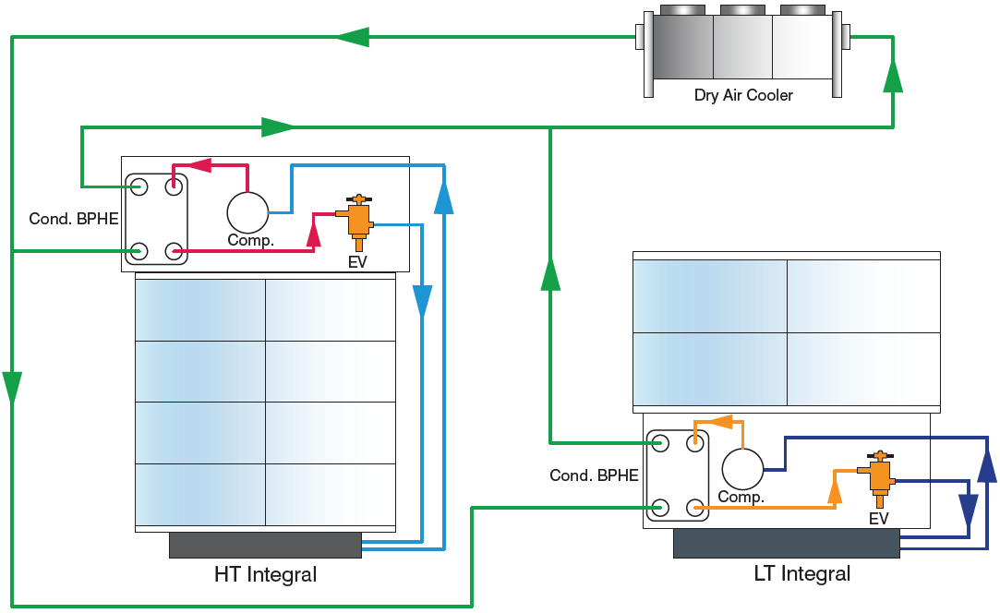 Dry Air Cooler
Cond. BPHE
Comp.
EV
HT Integral
Cond. BPHE
Comp.
EV
LT Integral